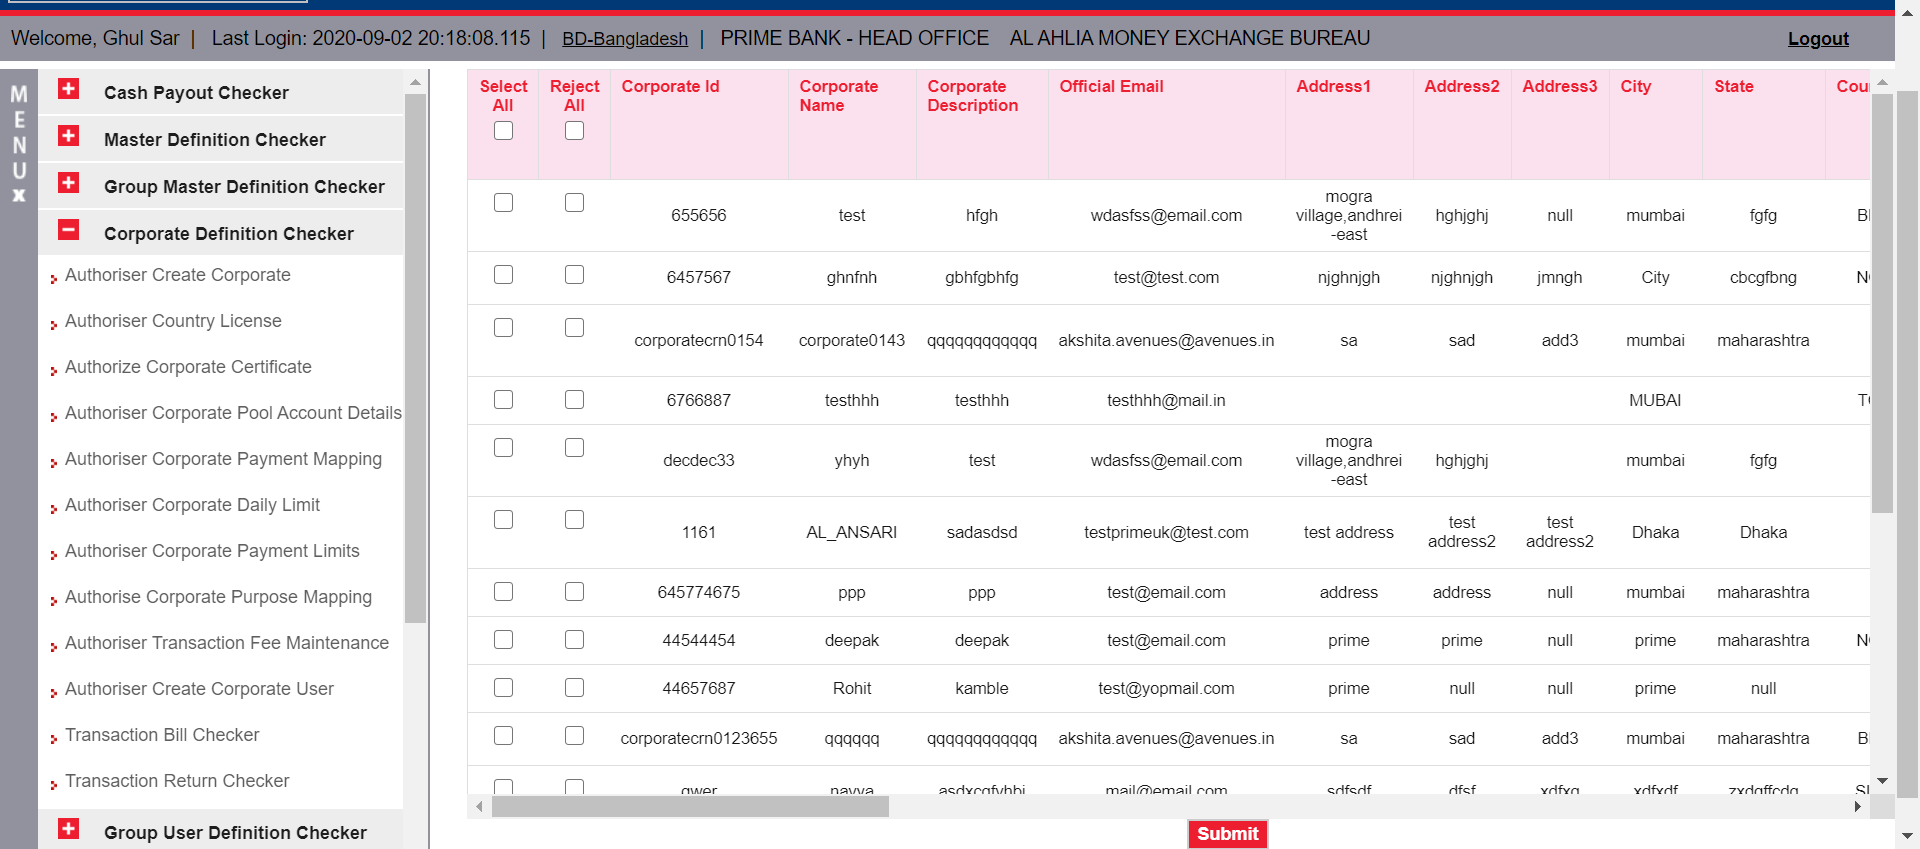 Welcome, Ghul Sar | Last Login: 2020-09-02 20:18:08.115 | BD-Bangladesh | PRIME BANK - HEAD OFFICE AL AHLIA MONEY EXCHANGE BUREAU Logout
MENU x
Cash Payout Checker
Master Definition Checker
Group Master Definition Checker
Corporate Definition Checker
Authoriser Create Corporate
Authoriser Country License
Authorize Corporate Certificate
Authoriser Corporate Pool Account Details
Authoriser Corporate Payment Mapping
Authoriser Corporate Daily Limit
Authoriser Corporate Payment Limits
Authorise Corporate Purpose Mapping
Authoriser Transaction Fee Maintenance
Authoriser Create Corporate User
Transaction Bill Checker
Transaction Return Checker
Group User Definition Checker
Select All Reject All Corporate Id Corporate Name Corporate Description Official Email Address1 Address2 Address3 City State Cou
655656 test hfgh wdasfss@email.com mogra village,andhrei-east hghjghj null mumbai fgfg B
6457567 ghnfnh gbhfgbhfg test@test.com njghnjgh njghnjgh jmngh City cbcgfbng N
corporatecrn0154 corporate0143 qqqqqqqqqqqq akshita.avenues@avenues.in sa sad add3 mumbai maharashtra
6766887 testhhh testhhh testhhh@mail.in MUBAI T
decdec33 yhyh test wdasfss@email.com mogra village,andhrei-east hghjghj mumbai fgfg
1161 AL_ANSARI sadasdsd testprimeuk@test.com test address test address2 test address2 Dhaka Dhaka
645774675 ppp ppp test@email.com address address null mumbai maharashtra
44544454 deepak deepak test@email.com prime prime null prime maharashtra N
44657687 Rohit kamble test@yopmail.com prime null null prime null
corporatecrn0123655 qqqqqq qqqqqqqqqqqq akshita.avenues@avenues.in sa sad add3 mumbai maharashtra B
qwer navya mail@email.com sdfsdf dfsf
Submit